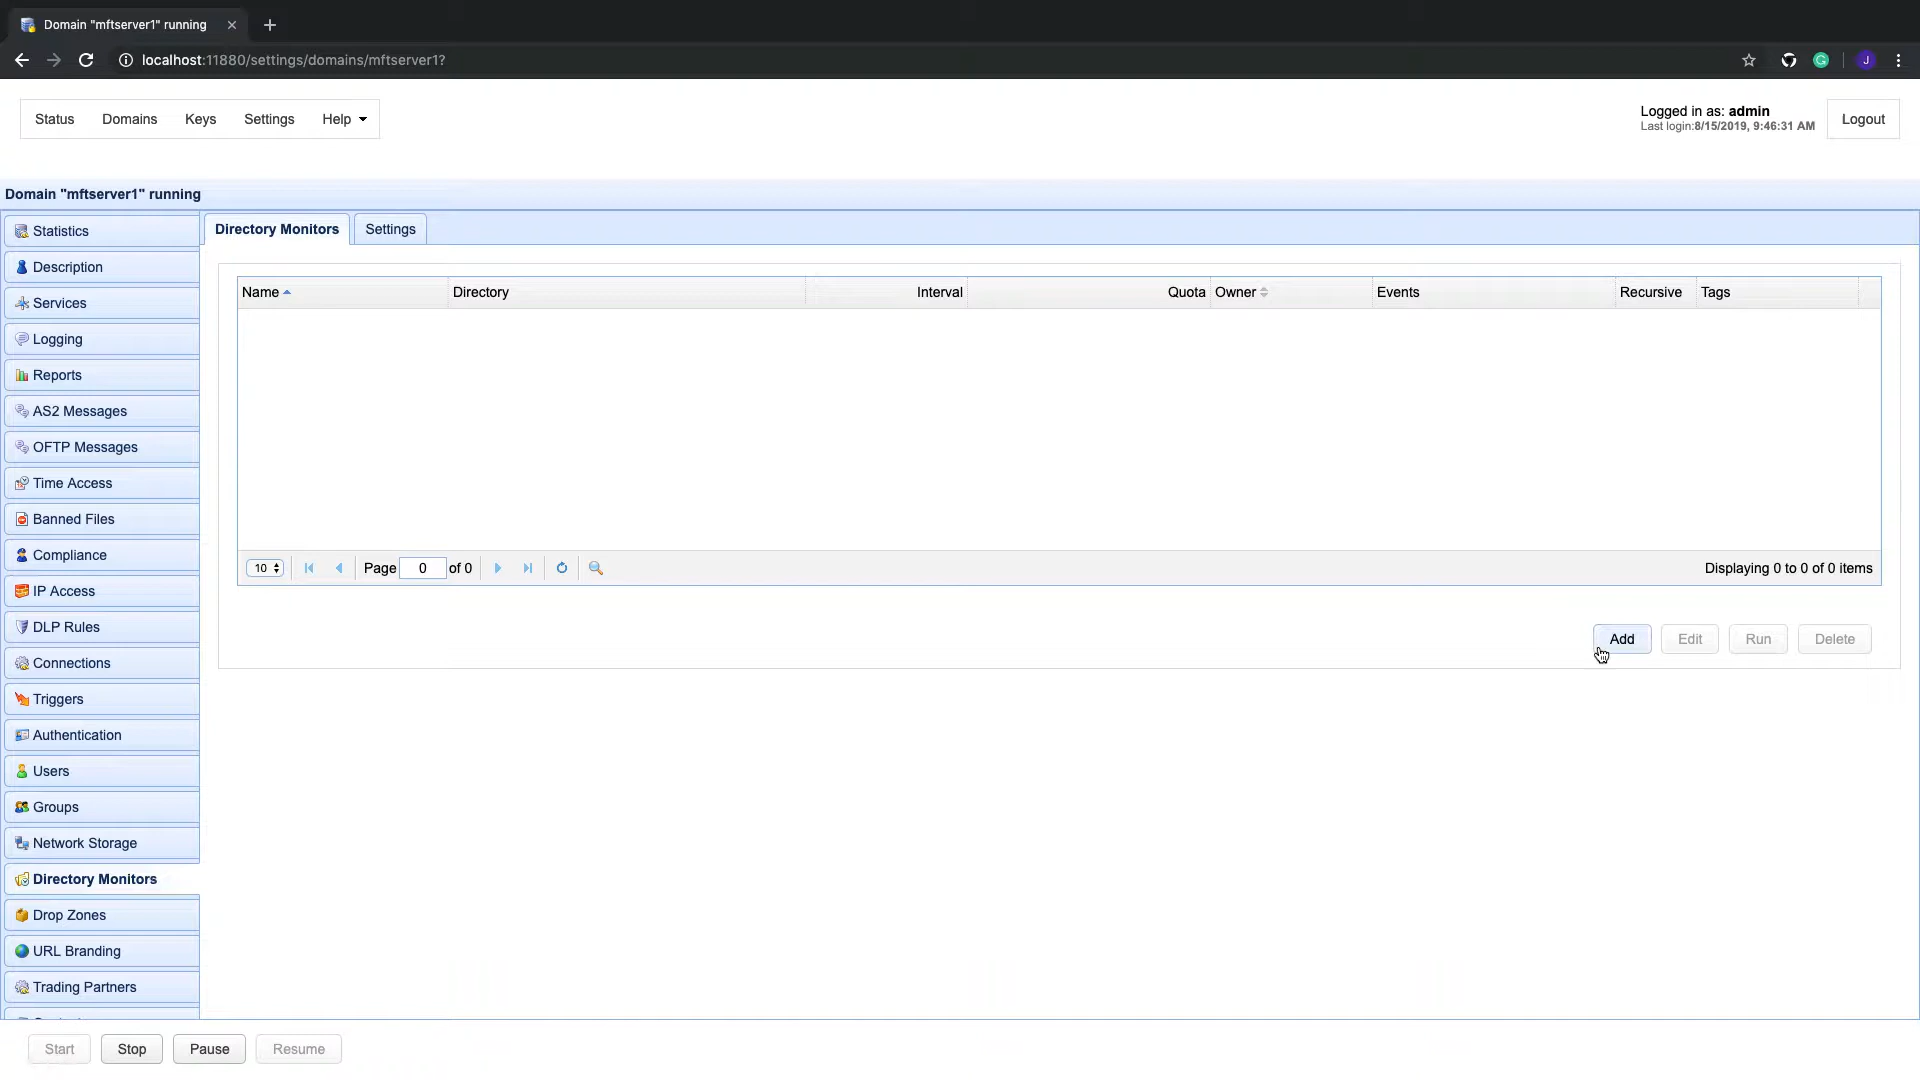 Domain "mftserver1" running
localhost:11880/settings/domains/mftserver1?
G
J
Status Domains Keys Settings Help
Logged in as: admin
Last login:8/15/2019, 9:46:31 AM
Logout
Domain "mftserver1" running
Statistics
Description
Services
Logging
Reports
AS2 Messages
OFTP Messages
Time Access
Banned Files
Compliance
IP Access
DLP Rules
Connections
Triggers
Authentication
Users
Groups
Network Storage
Directory Monitors
Drop Zones
URL Branding
Trading Partners
Directory Monitors Settings
Name Directory Interval Quota Owner Events Recursive Tags
10 Page 0 of 0 Displaying 0 to 0 of 0 items
Add Edit Run Delete
Start Stop Pause Resume